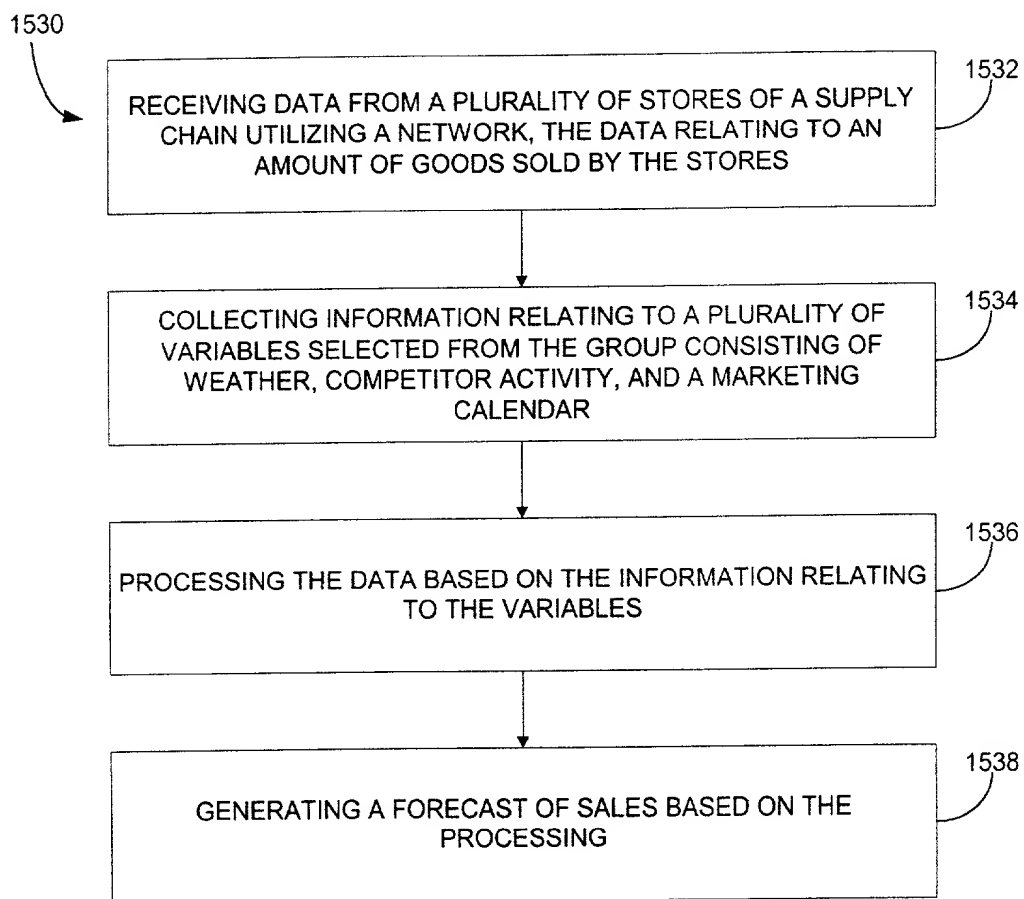 1530
1532
RECEIVING DATA FROM A PLURALITY OF STORES OF A SUPPLY
CHAIN UTILIZING A NETWORK, THE DATA RELATING TO AN
AMOUNT OF GOODS SOLD BY THE STORES
1534
COLLECTING INFORMATION RELATING TO A PLURALITY OF
VARIABLES SELECTED FROM THE GROUP CONSISTING OF
WEATHER, COMPETITOR ACTIVITY, AND A MARKETING
CALENDAR
1536
PROCESSING THE DATA BASED ON THE INFORMATION RELATING
TO THE VARIABLES
1538
GENERATING A FORECAST OF SALES BASED ON THE
PROCESSING